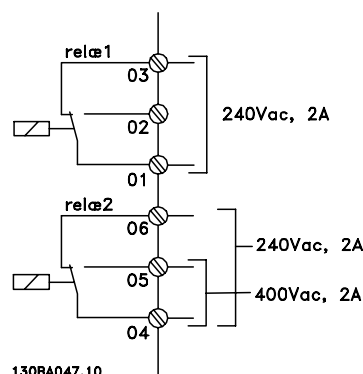 relæ1
03
02
240Vac, 2A
01
relæ2
06
240Vac, 2A
05
400Vac, 2A
04
130BA047.10